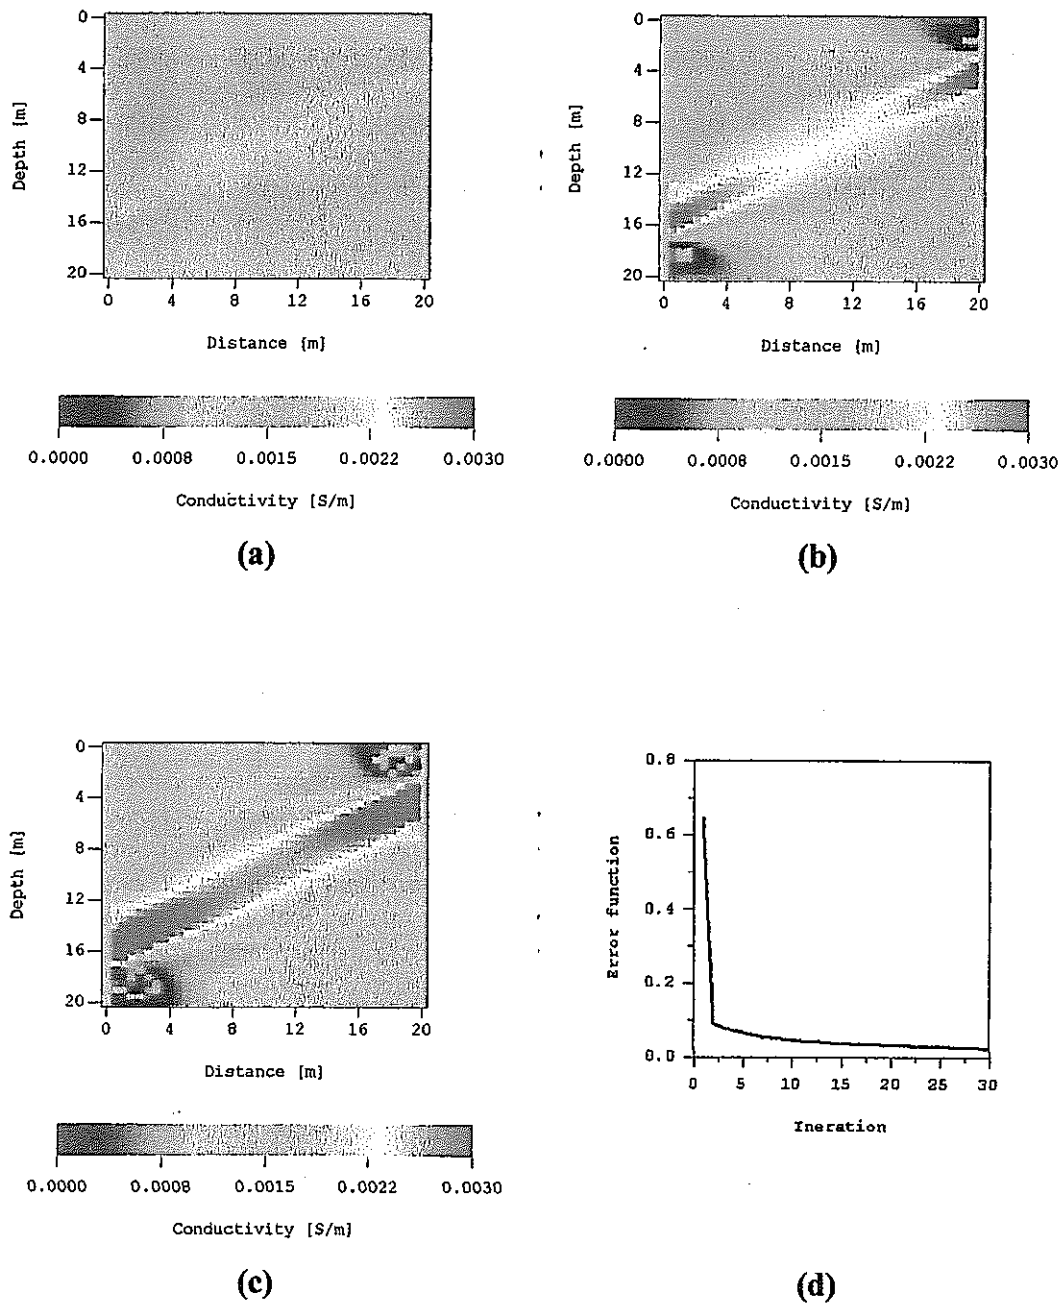 0
4
8
12
16
20
Depth [m]
0 4 8 12 16 20
Distance [m]
0.0000 0.0008 0.0015 0.0022 0.0030
Conductivity [S/m]
(a)
0
4
8
12
16
20
Depth [m]
0 4 8 12 16 20
Distance [m]
0.0000 0.0008 0.0015 0.0022 0.0030
Conductivity [S/m]
(b)
0
4
8
12
16
20
Depth [m]
0 4 8 12 16 20
Distance [m]
0.0000 0.0008 0.0015 0.0022 0.0030
Conductivity [S/m]
(c)
0.8
0.6
0.4
0.2
0.0
Error function
0 5 10 15 20 25 30
Ineration
(d)